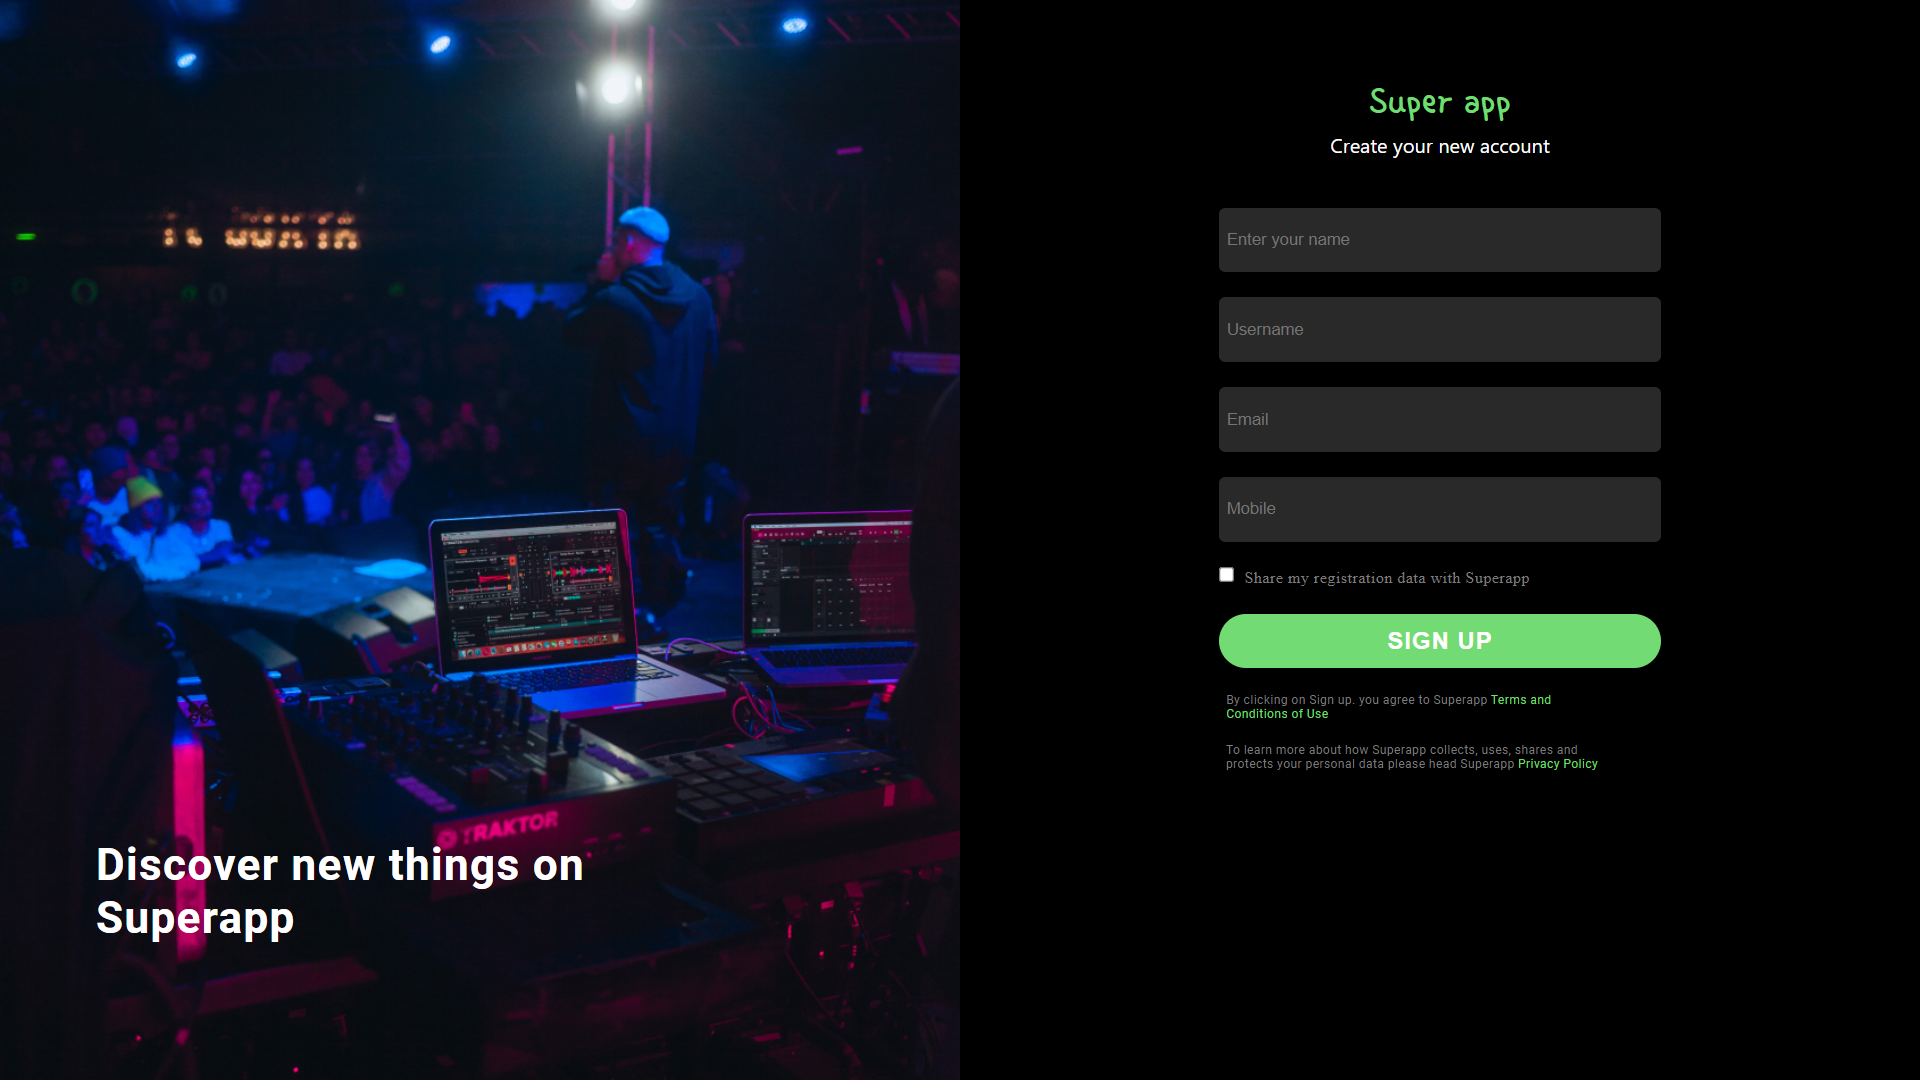 Super app
Create your new account
Enter your name
Username
Email
Mobile
Share my registration data with Superapp
SIGN UP
By clicking on Sign up. you agree to Superapp Terms and
Conditions of Use
To learn more about how Superapp collects, uses, shares and
protects your personal data please head Superapp Privacy Policy
TRAKTOR
Discover new things on
Superapp